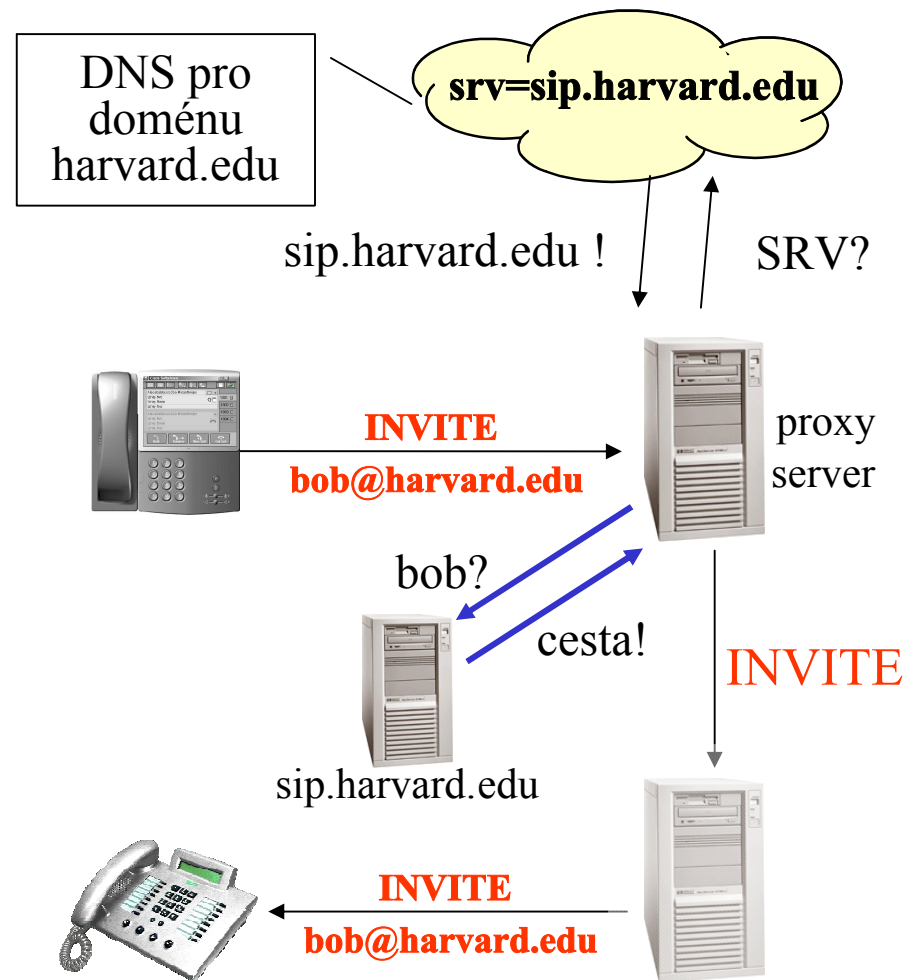 DNS pro
doménu
harvard.edu
srv=sip.harvard.edu
sip.harvard.edu !
SRV?
INVITE
bob@harvard.edu
proxy
server
bob?
cesta!
INVITE
sip.harvard.edu
INVITE
bob@harvard.edu